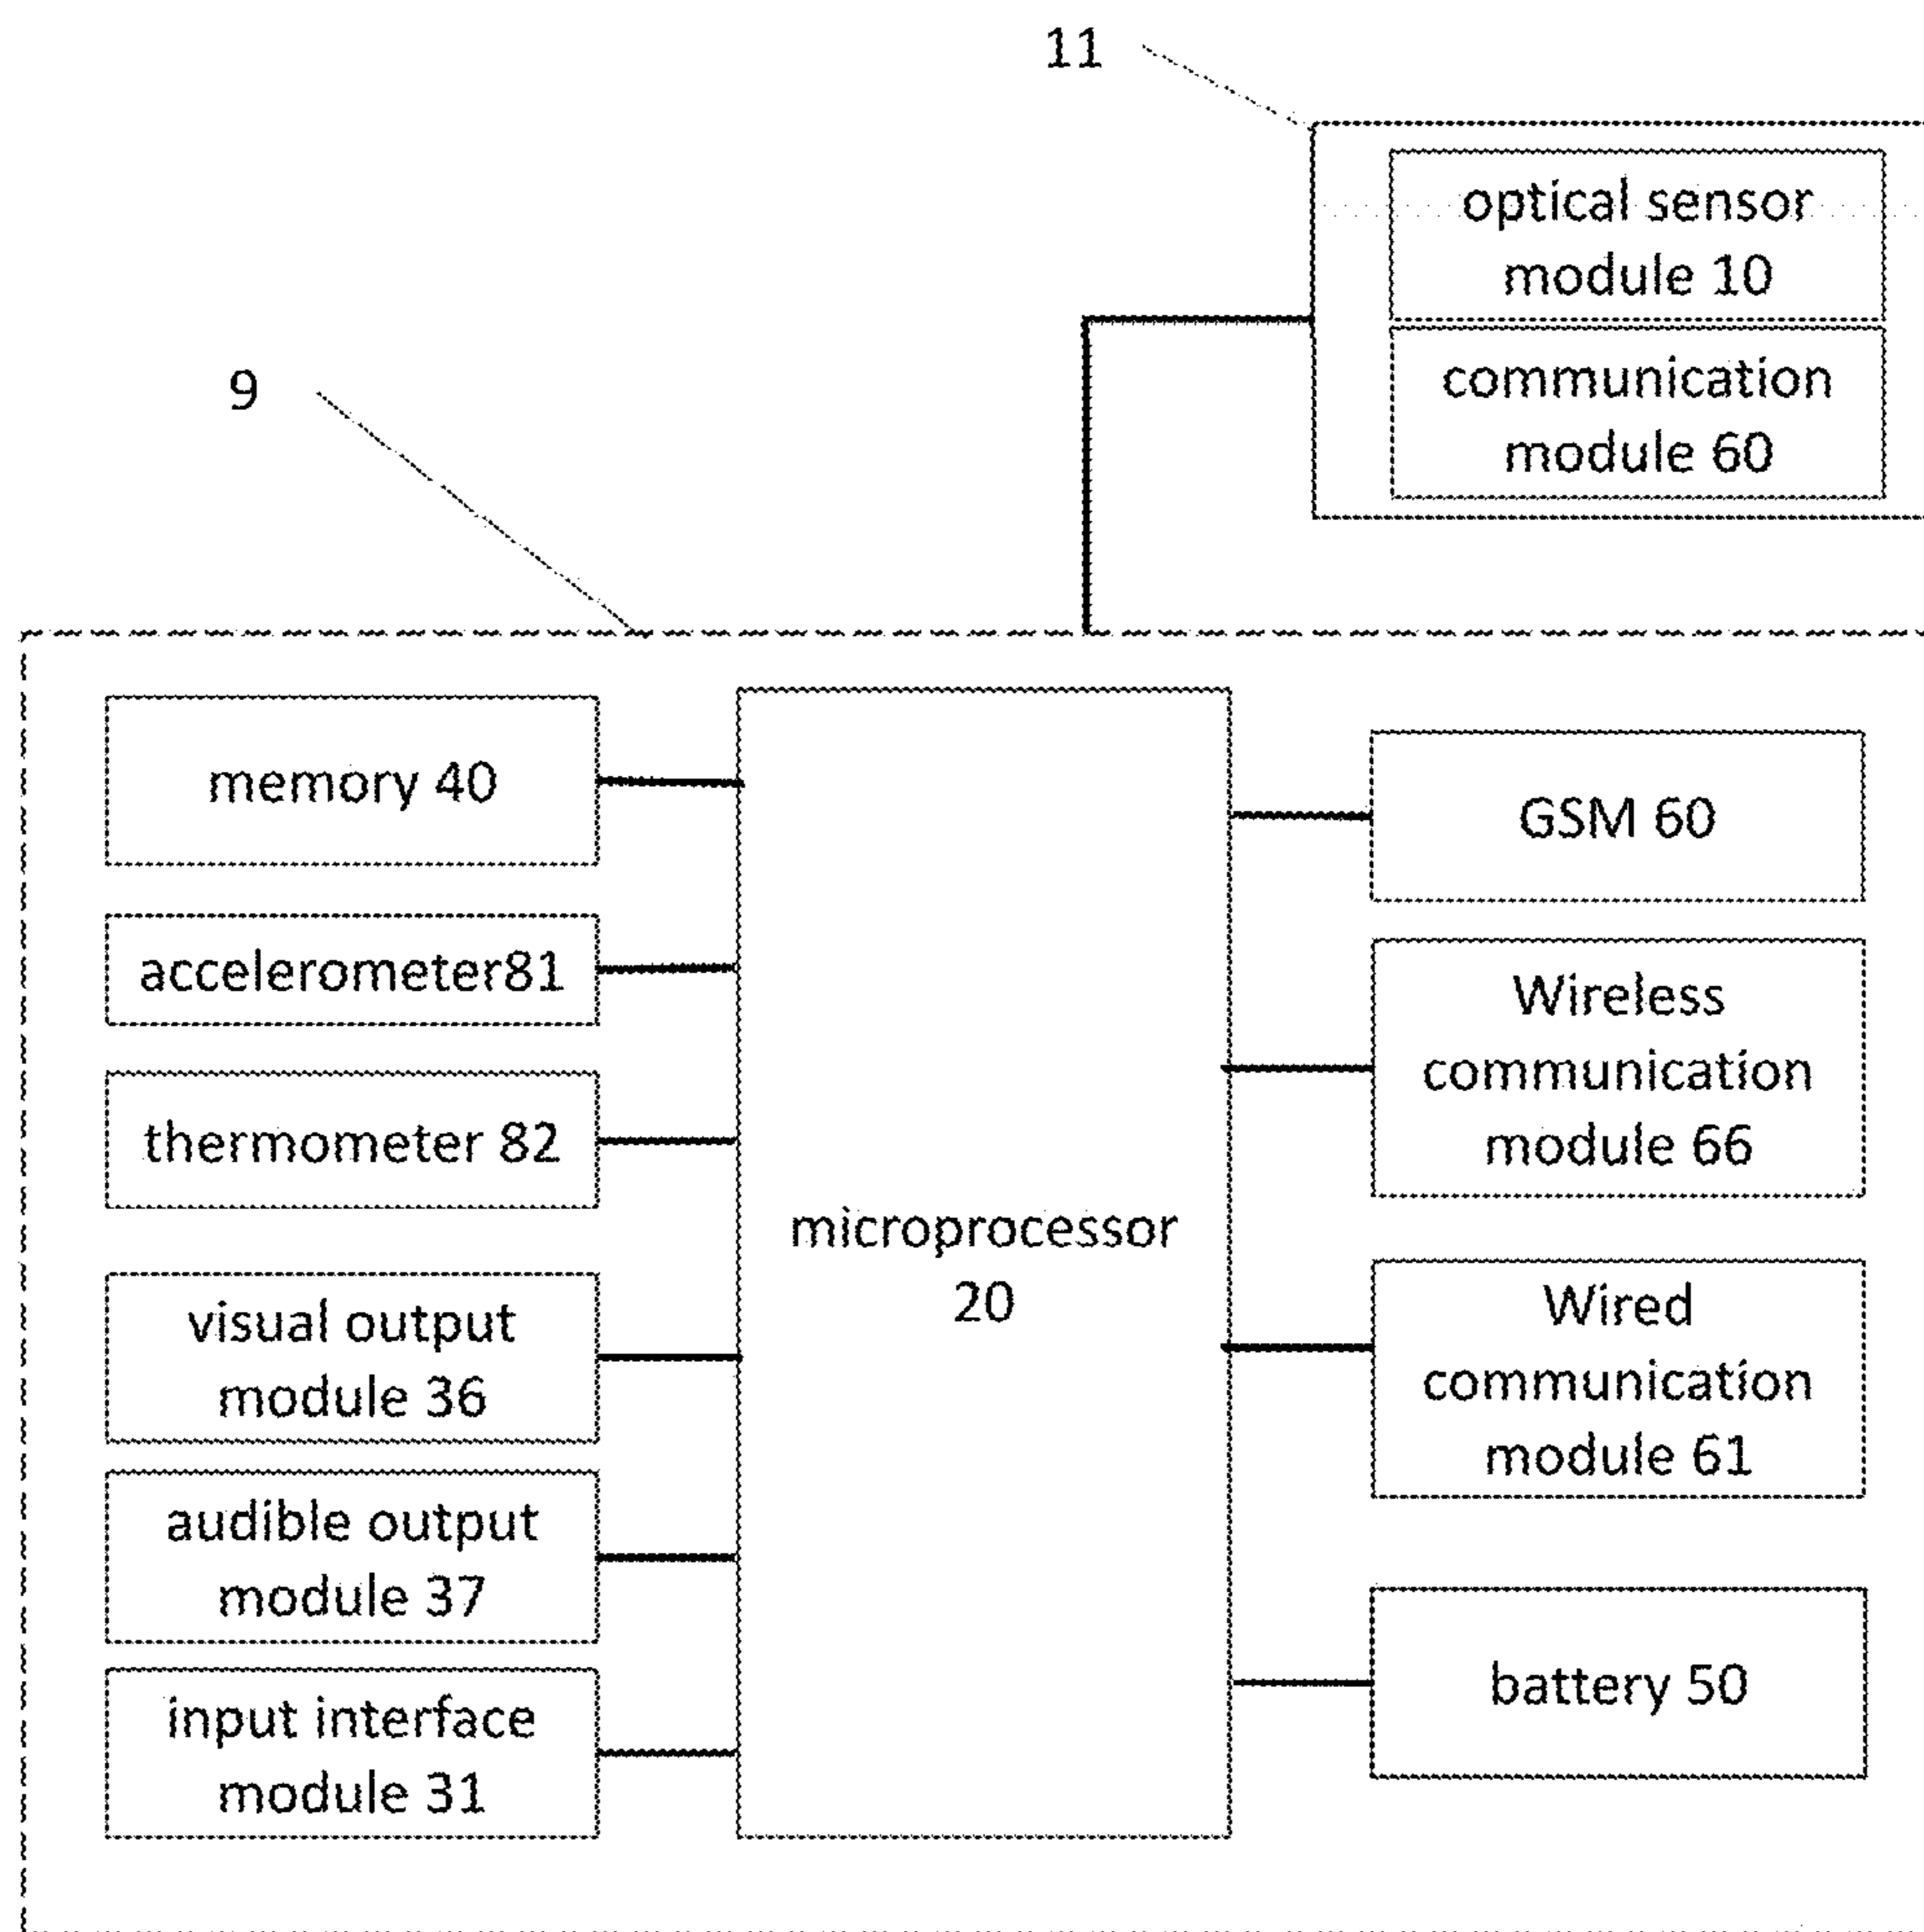 11
optical sensor
module 10
communication
module 60
9
memory 40
accelerometer81
thermometer 82
visual output
module 36
audible output
module 37
input interface
module 31
microprocessor
20
GSM 60
Wireless
communication
module 66
Wired
communication
module 61
battery 50